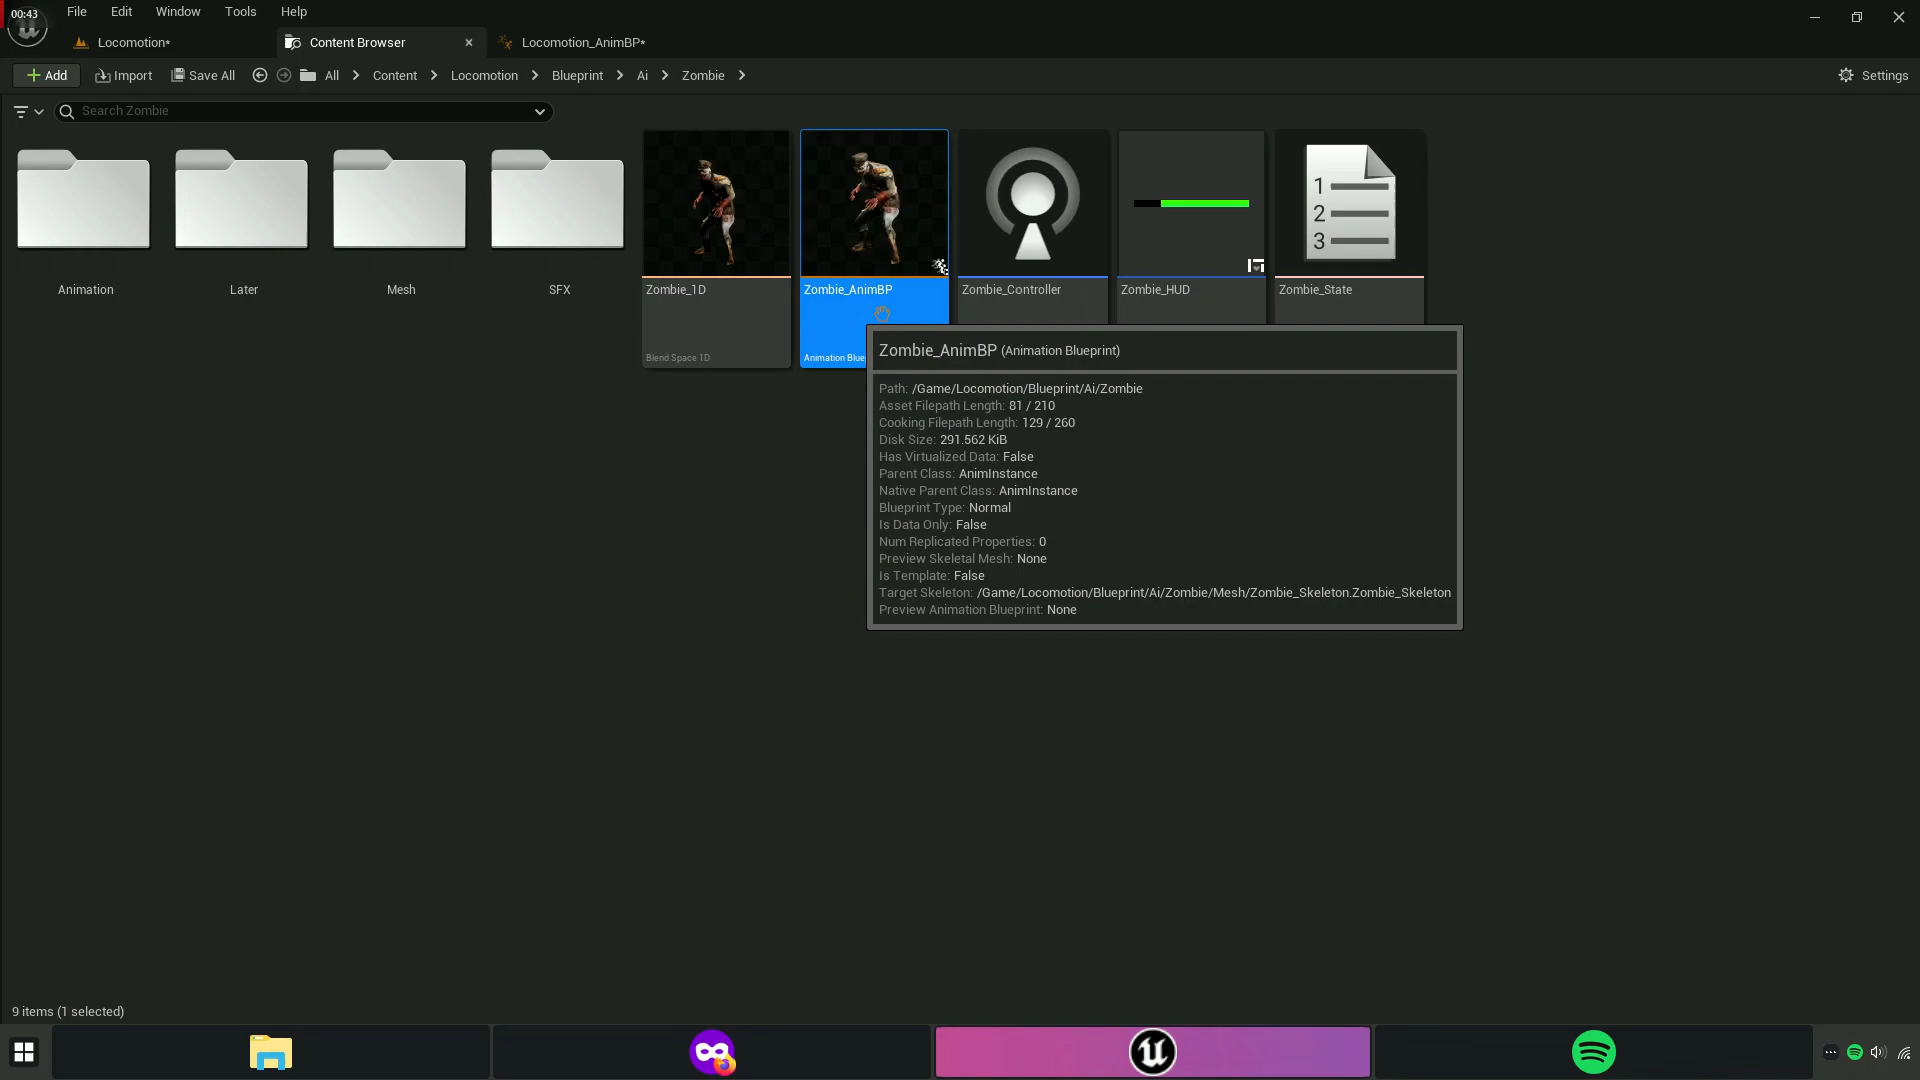 00:43
File Edit Window Tools Help
Locomotion* Content Browser Locomotion_AnimBP*
Add Import Save All All Content Locomotion Blueprint Ai Zombie Settings
Search Zombie
1
2
3
Animation Later Mesh SFX Zombie_1D Zombie_AnimBP Zombie_Controller Zombie_HUD Zombie_State
Blend Space 1D Animation Blue
Zombie_AnimBP (Animation Blueprint)
Path: /Game/Locomotion/Blueprint/Ai/Zombie
Asset Filepath Length: 81 / 210
Cooking Filepath Length: 129 / 260
Disk Size: 291.562 KiB
Has Virtualized Data: False
Parent Class: AnimInstance
Native Parent Class: AnimInstance
Blueprint Type: Normal
Is Data Only: False
Num Replicated Properties: 0
Preview Skeletal Mesh: None
Is Template: False
Target Skeleton: /Game/Locomotion/Blueprint/Ai/Zombie/Mesh/Zombie_Skeleton.Zombie_Skeleton
Preview Animation Blueprint: None
9 items (1 selected)